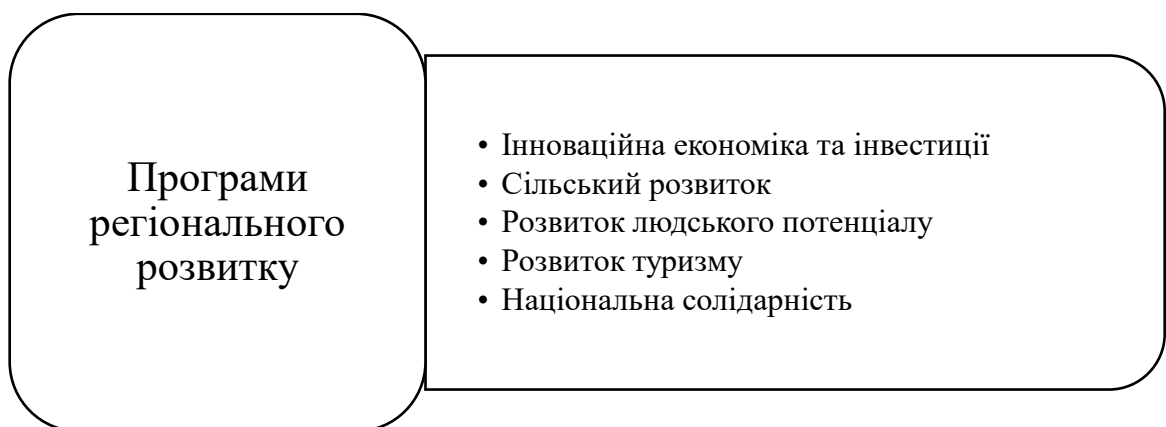 Програми
регіонального
розвитку
• Інноваційна економіка та інвестиції
• Сільський розвиток
• Розвиток людського потенціалу
• Розвиток туризму
• Національна солідарність